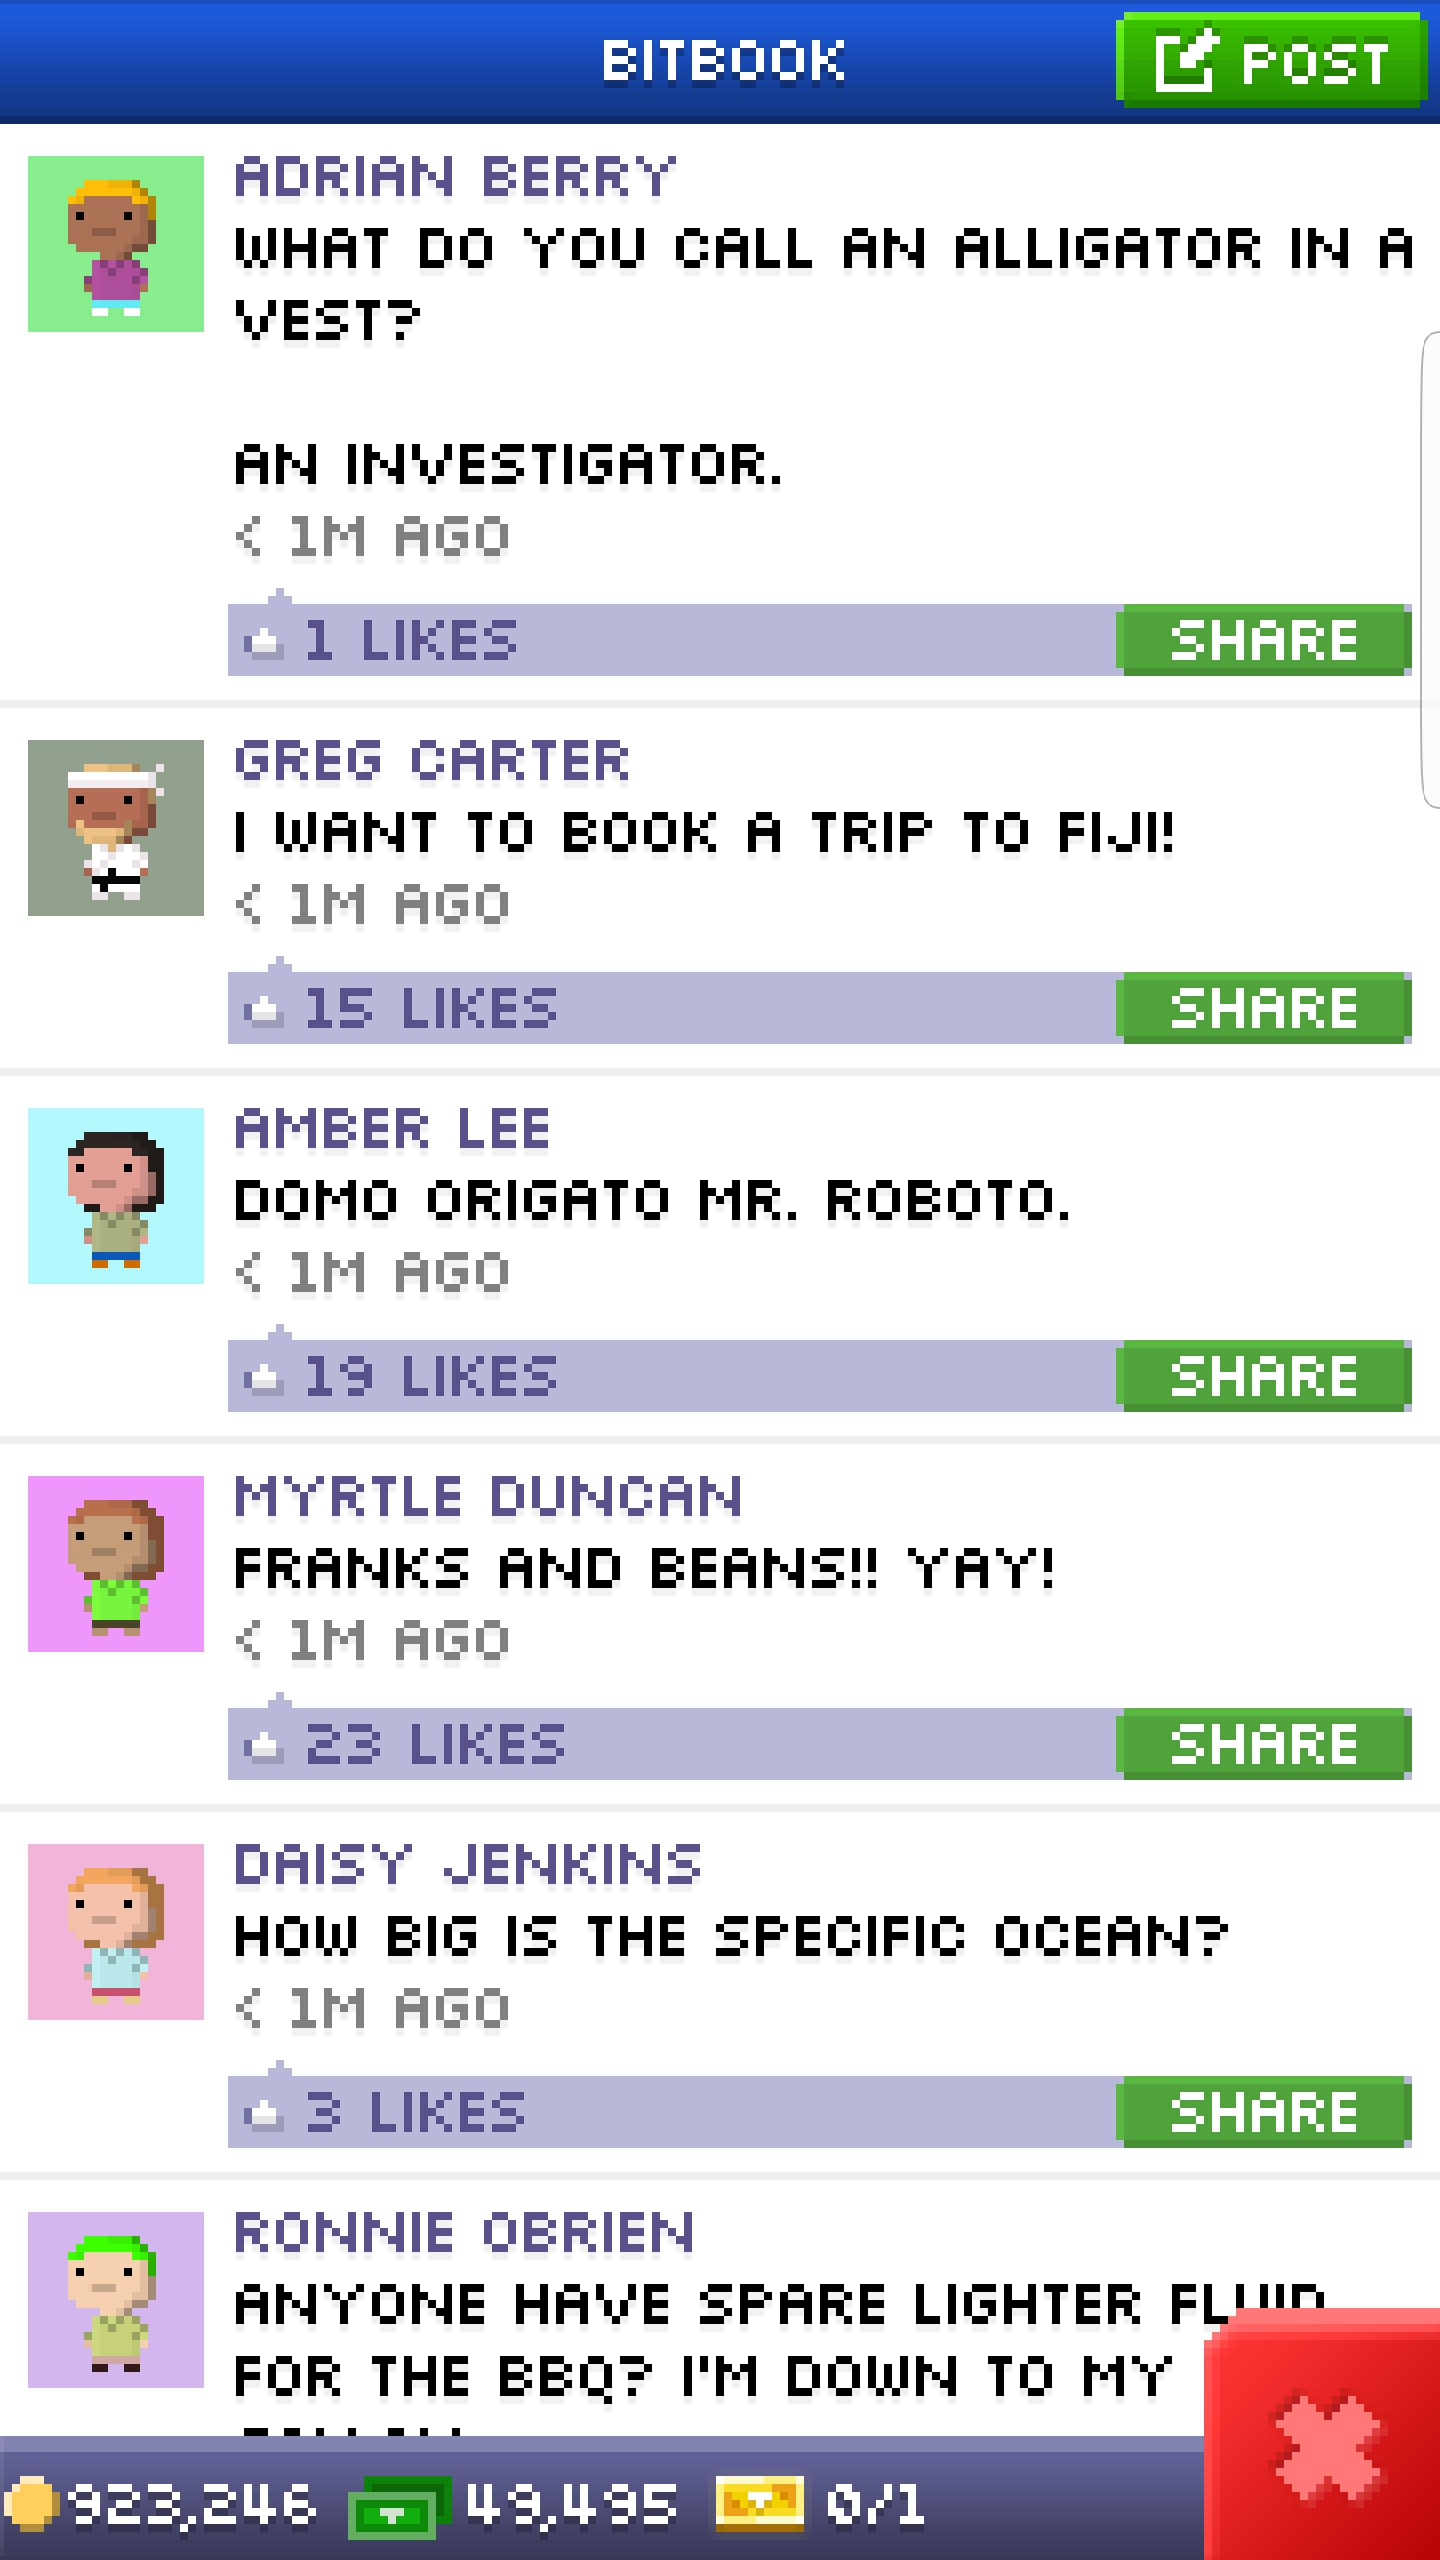 BITBOOK
POST
ADRIAN BERRY
WHAT DO YOU CALL AN ALLIGATOR IN A
VEST?
AN INVESTIGATOR.
< 1M AGO
1 LIKES
SHARE
GREG CARTER
I WANT TO BOOK A TRIP TO FIJI!
< 1M AGO
15 LIKES
SHARE
AMBER LEE
DOMO ORIGATO MR. ROBOTO.
< 1M AGO
19 LIKES
SHARE
MYRTLE DUNCAN
FRANKS AND BEANS!! YAY!
< 1M AGO
23 LIKES
SHARE
DAISY JENKINS
HOW BIG IS THE SPECIFIC OCEAN?
< 1M AGO
3 LIKES
SHARE
RONNIE OBRIEN
ANYONE HAVE SPARE LIGHTER FLUID
FOR THE BBQ? I'M DOWN TO MY
923,246
49,495
0/1